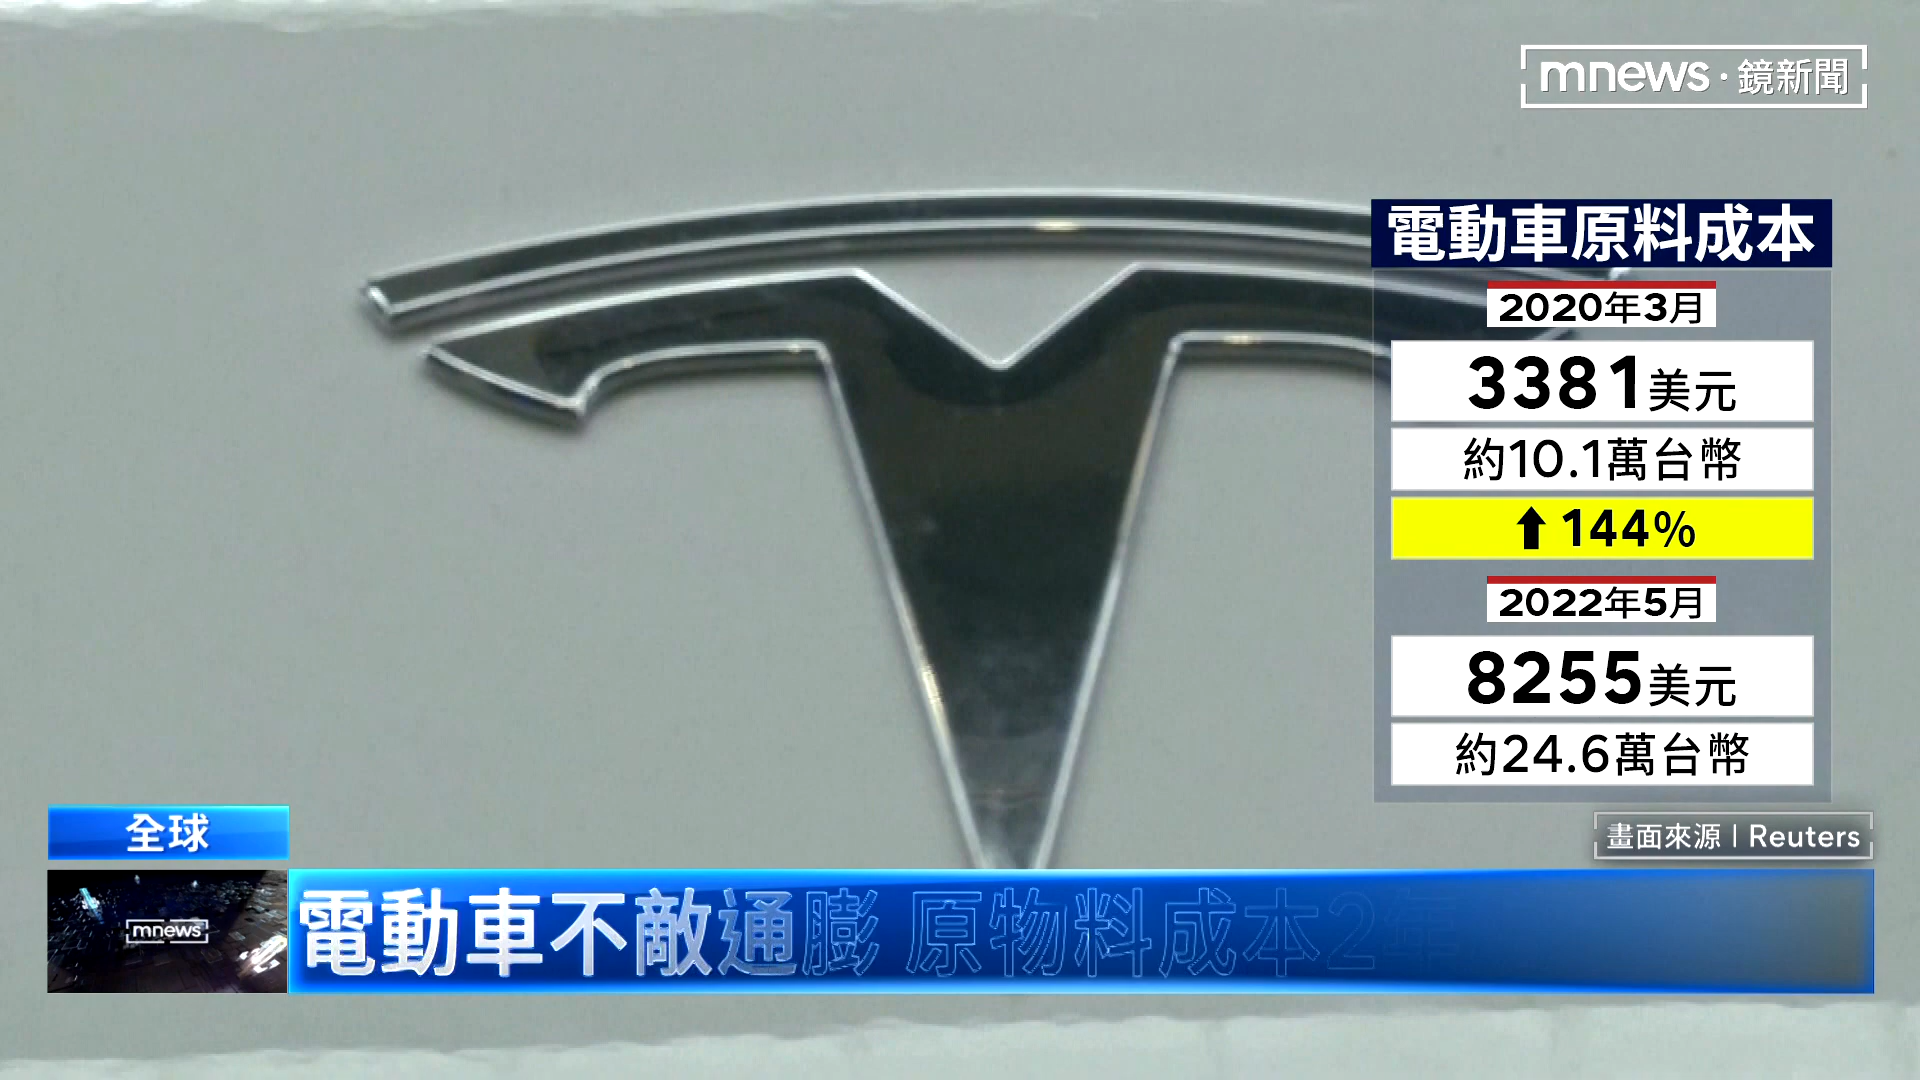 mnews·鏡新聞
電動車原料成本
2020年3月
3381美元
約10.1萬台幣
⬆ 144%
2022年5月
8255美元
約24.6萬台幣
畫面來源 | Reuters
全球
mnews
電動車不敵通膨 原物料成本2年